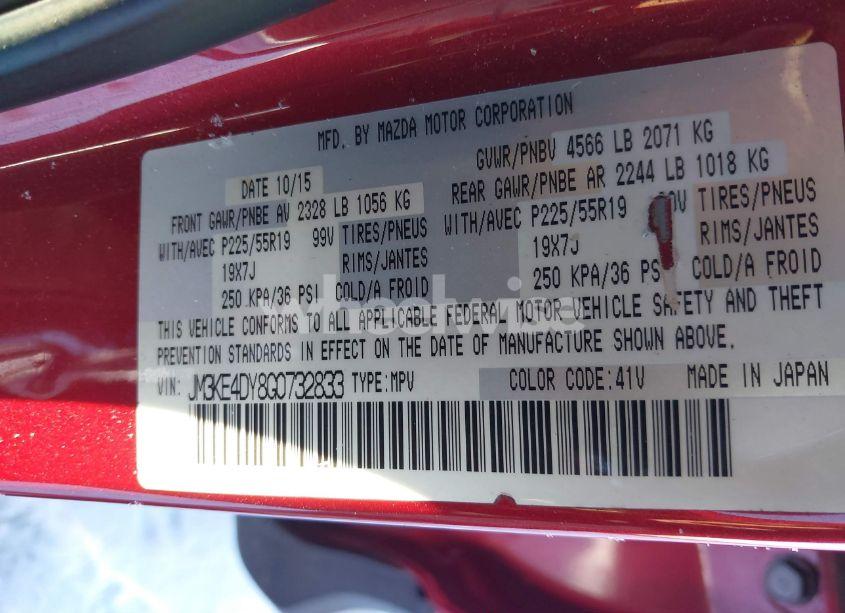 MFD. BY MAZDA MOTOR CORPORATION
DATE 10/15
GVWR/PNBV 4566 LB 2071 KG
FRONT GAWR/PNBE AV 2328 LB 1056 KG
REAR GAWR/PNBE AR 2244 LB 1018 KG
WITH/AVEC P225/55R19 99V TIRES/PNEUS
WITH/AVEC P225/55R19 99V TIRES/PNEUS
19X7J RIMS/JANTES
19X7J RIMS/JANTES
250 KPA/36 PSI COLD/A FROID
250 KPA/36 PSI COLD/A FROID
THIS VEHICLE CONFORMS TO ALL APPLICABLE FEDERAL MOTOR VEHICLE SAFETY AND THEFT
PREVENTION STANDARDS IN EFFECT ON THE DATE OF MANUFACTURE SHOWN ABOVE.
VIN: JM3KE4DY8G0732833 TYPE:MPV COLOR CODE:41V MADE IN JAPAN
wheelwise